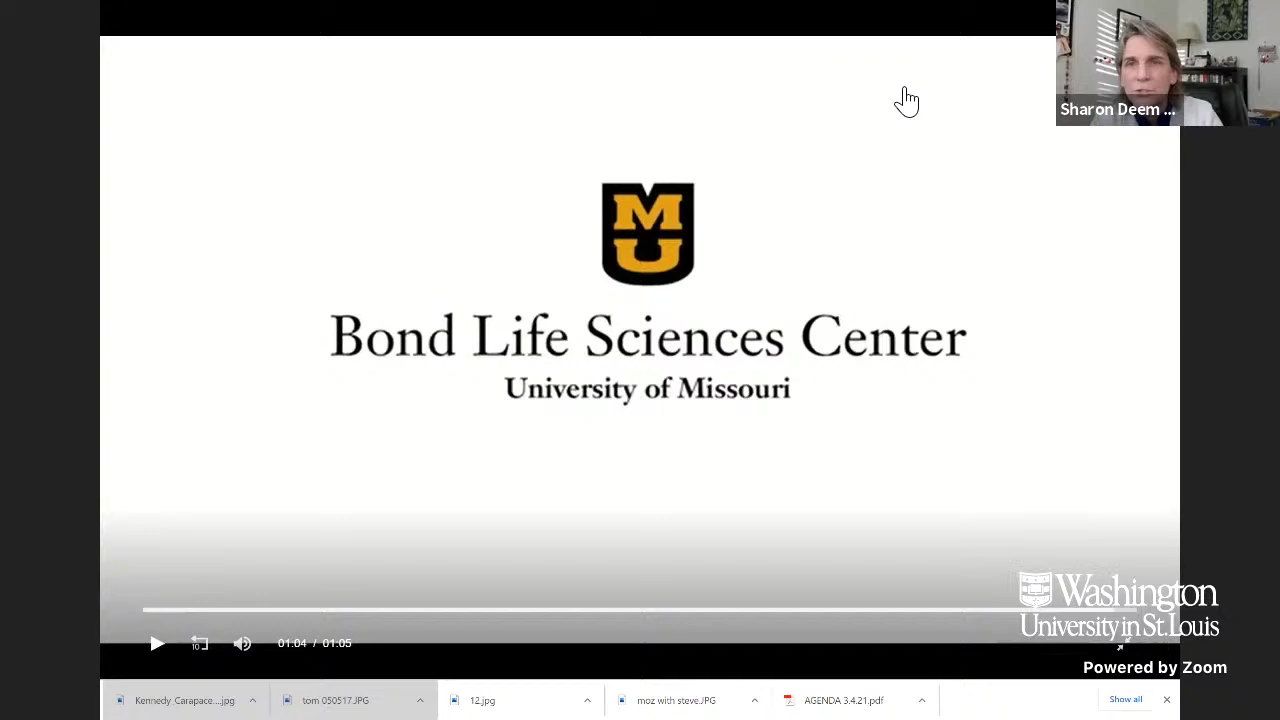 Sharon Deem ...
MU
Bond Life Sciences Center
University of Missouri
Washington
University in St. Louis
10
01:04 / 01:05
Powered by Zoom
Kennedy_Carapace....jpg
tom 050517.JPG
12.jpg
moz with steve.JPG
AGENDA 3.4.21.pdf
Show all